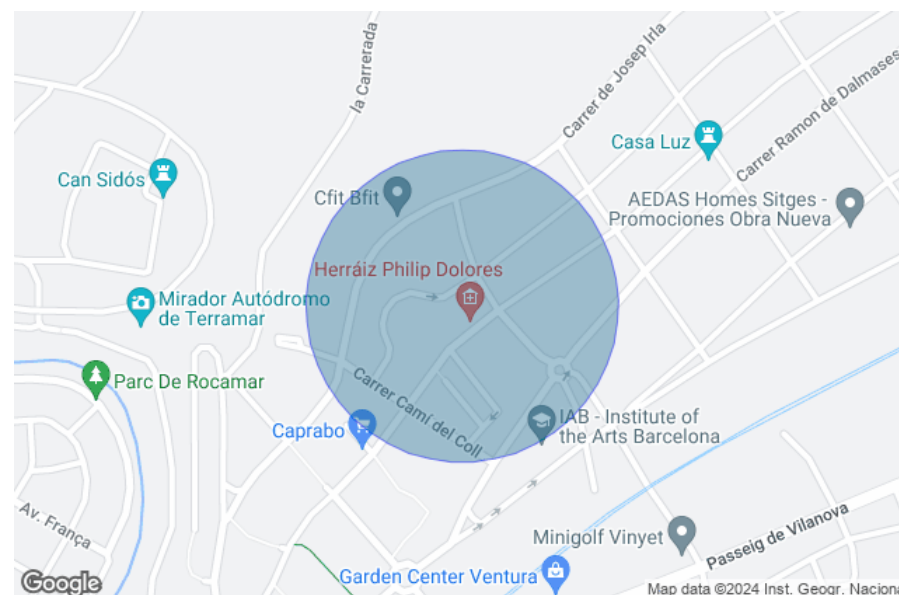 la Carrerada
Carrer de Josep Irla
Carrer Ramon de Dalmases
Casa Luz
Can Sidós
Cfit Bfit
AEDAS Homes Sitges -
Promociones Obra Nueva
Herráiz Philip Dolores
Mirador Autódromo
de Terramar
Parc De Rocamar
Carrer Camí del Coll
Caprabo
IAB - Institute of
the Arts Barcelona
Av. França
Minigolf Vinyet
Passeig de Vilanova
Garden Center Ventura
Google
Map data ©2024 Inst. Geogr. Naciona